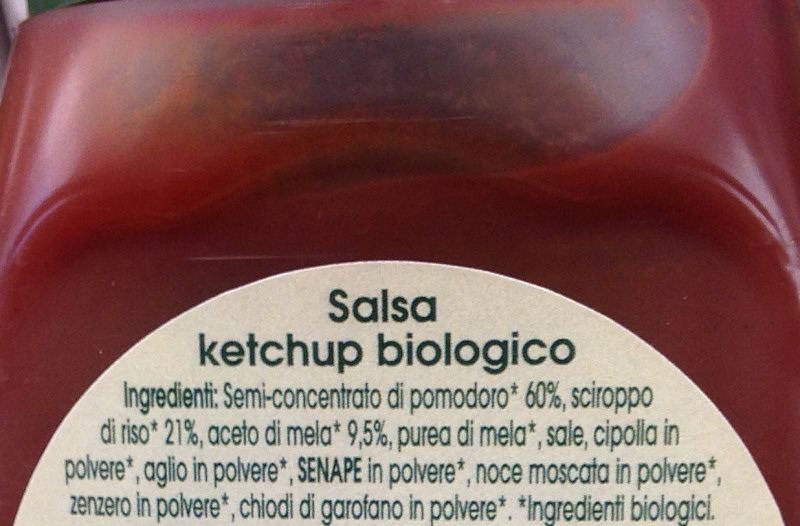 Salsa
ketchup biologico
Ingredienti: Semi-concentrato di pomodoro* 60%, sciroppo
di riso* 21%, aceto di mela* 9,5%, purea di mela*, sale, cipolla in
polvere*, aglio in polvere*, SENAPE in polvere*, noce moscata in polvere*,
zenzero in polvere*, chiodi di garofano in polvere*. *Ingredienti biologici.